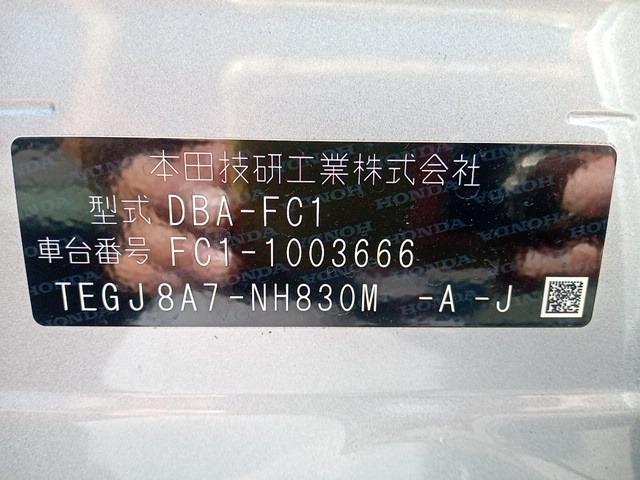 本田技研工業株式会社
型式 DBA-FC1
車台番号 FC1-1003666
TEGJ8A7-NH830M -A -J